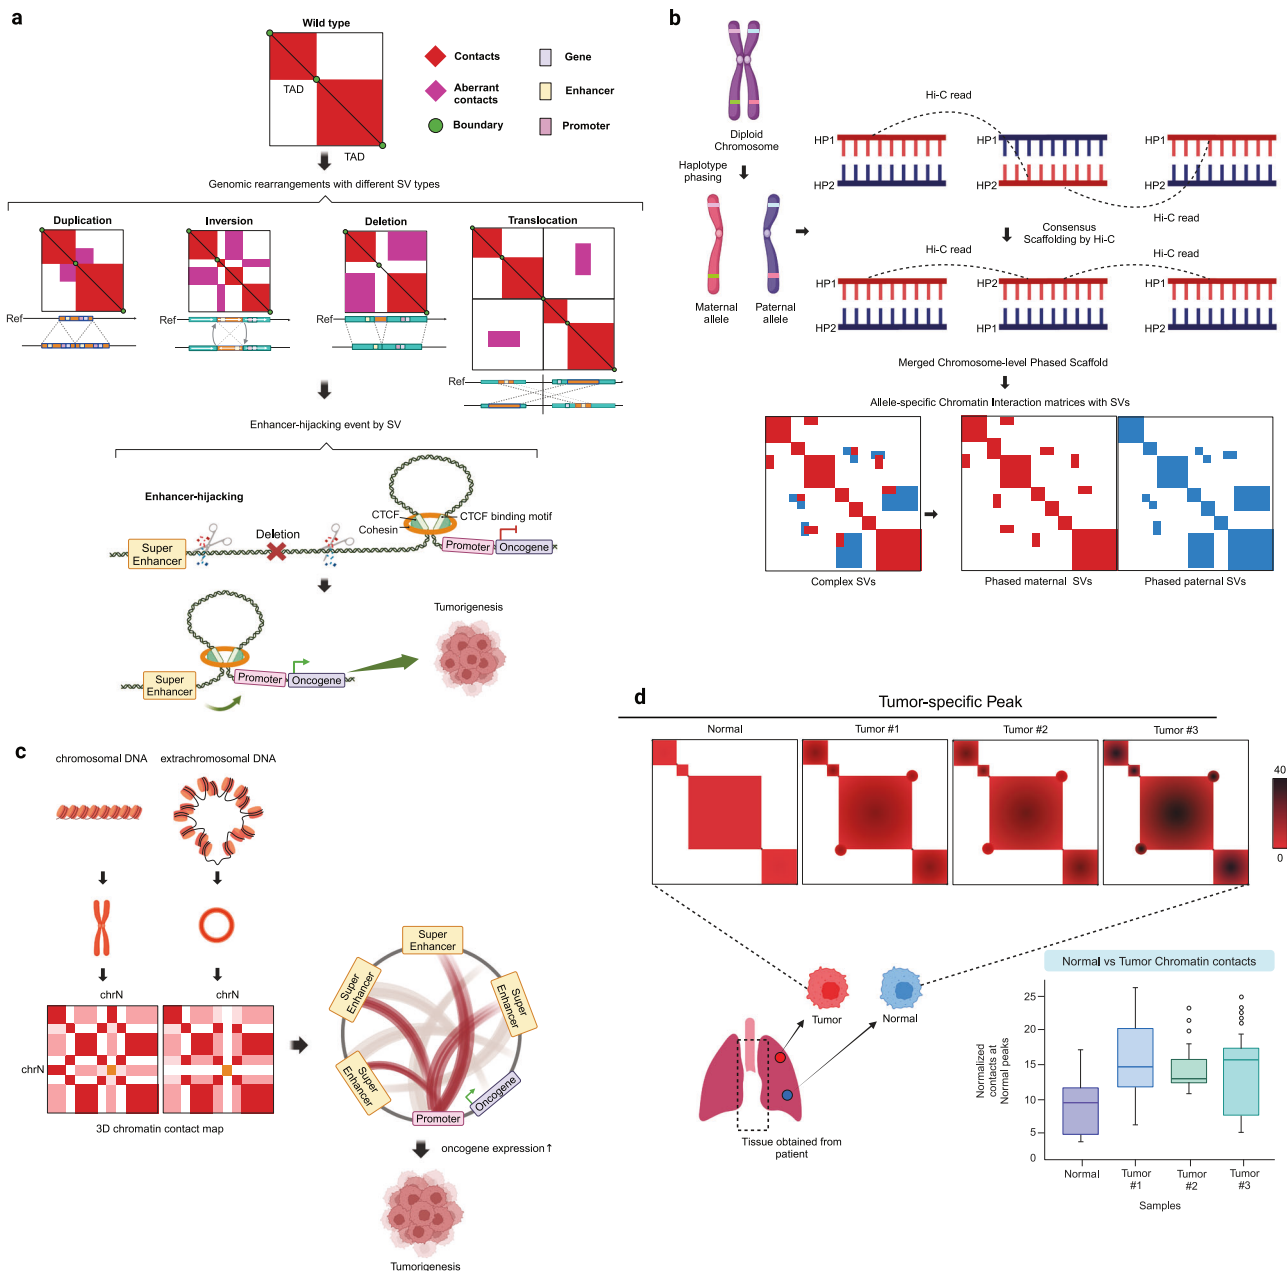 a
Wild type
TAD
TAD
Contacts
Aberrant
contacts
Boundary
Gene
Enhancer
Promoter
Genomic rearrangements with different SV types
Duplication
Inversion
Deletion
Translocation
Ref
Ref
Enhancer-hijacking event by SV
Enhancer-hijacking
CTCF
Cohesin
CTCF binding motif
Deletion
Super
Enhancer
Promoter
Oncogene
Tumorigenesis
Super
Enhancer
Promoter
Oncogene
b
Diploid
Chromosome
Haplotype
phasing
Maternal
allele
Paternal
allele
Hi-C read
HP1
HP1
HP1
HP2
HP2
HP2
Hi-C read
Consensus
Scaffolding by Hi-C
Hi-C read
Hi-C read
HP1
HP2
HP1
HP2
HP1
HP2
Merged Chromosome-level Phased Scaffold
Allele-specific Chromatin Interaction matrices with SVs
Complex SVs
Phased maternal SVs
Phased paternal SVs
c
chromosomal DNA
extrachromosomal DNA
chrN
chrN
chrN
3D chromatin contact map
Super
Enhancer
Super
Enhancer
Super
Enhancer
Super
Enhancer
Promoter
Oncogene
oncogene expression↑
Tumorigenesis
d
Tumor-specific Peak
Normal
Tumor #1
Tumor #2
Tumor #3
40
0
Tumor
Normal
Tissue obtained from
patient
Normal vs Tumor Chromatin contacts
Normalized
contacts at
Normal peaks
25
20
15
10
5
0
Normal
Tumor
#1
Tumor
#2
Tumor
#3
Samples